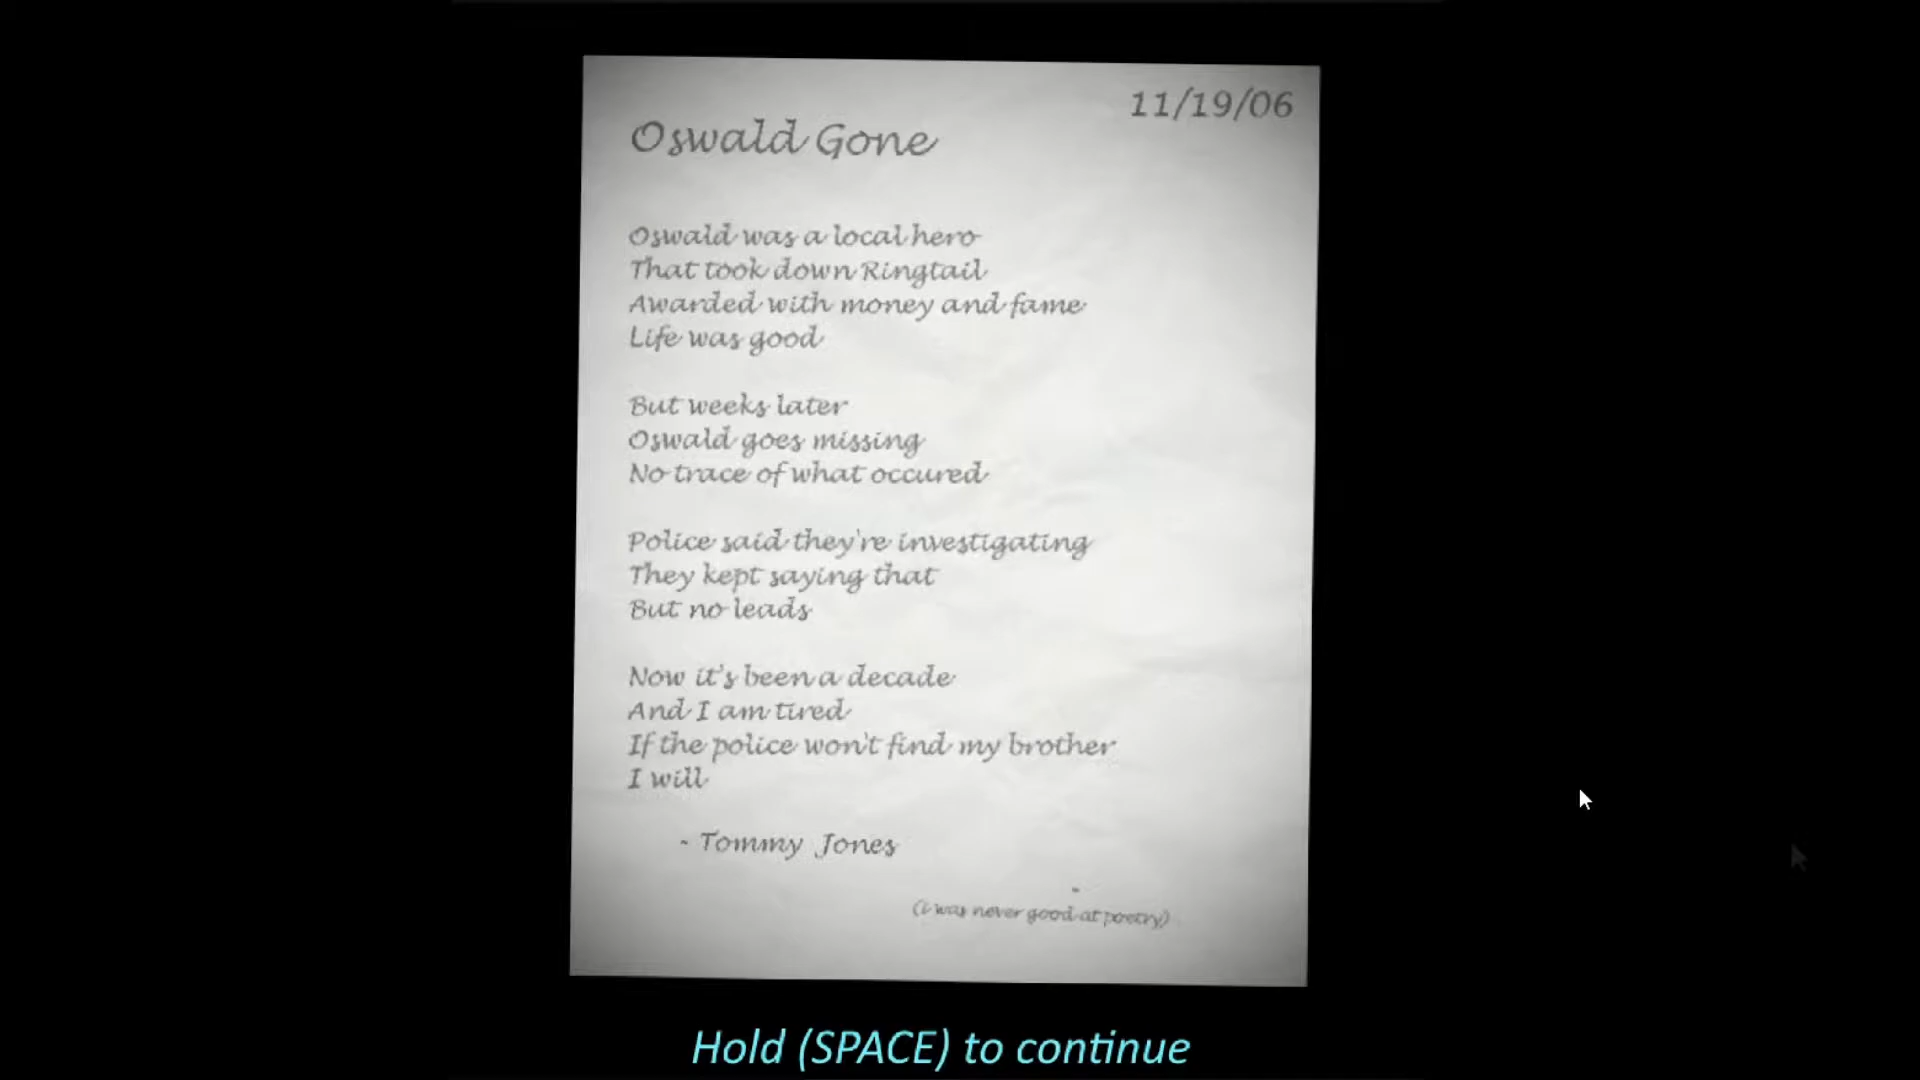 11/19/06
Oswald Gone
Oswald was a local hero
That took down Ringtail
Awarded with money and fame
Life was good
But weeks later
Oswald goes missing
No trace of what occured
Police said they're investigating
They kept saying that
But no leads
Now it's been a decade
And I am tired
If the police won't find my brother
I will
- Tommy Jones
(i was never good at poetry)
Hold (SPACE) to continue